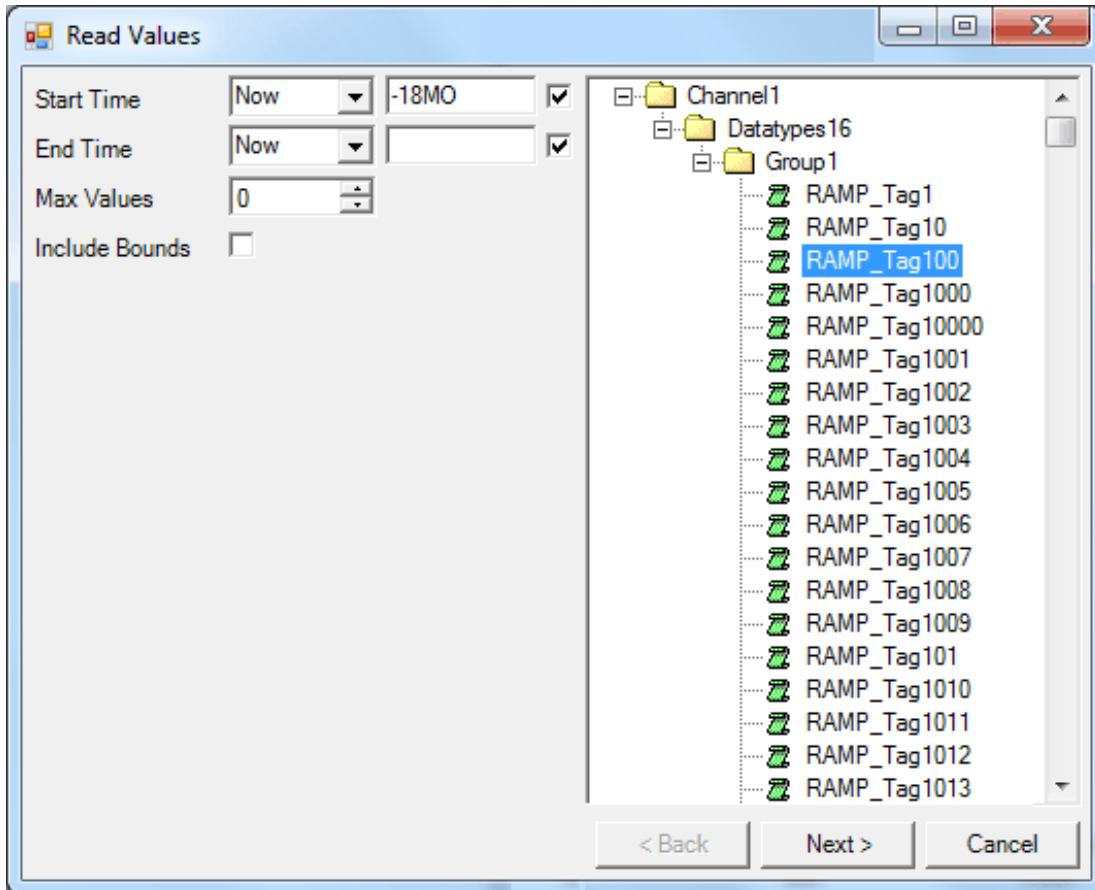 Read Values
Start Time Now -18MO
End Time Now
Max Values 0
Include Bounds
Channel1
Datatypes16
Group1
RAMP_Tag1
RAMP_Tag10
RAMP_Tag100
RAMP_Tag1000
RAMP_Tag10000
RAMP_Tag1001
RAMP_Tag1002
RAMP_Tag1003
RAMP_Tag1004
RAMP_Tag1005
RAMP_Tag1006
RAMP_Tag1007
RAMP_Tag1008
RAMP_Tag1009
RAMP_Tag101
RAMP_Tag1010
RAMP_Tag1011
RAMP_Tag1012
RAMP_Tag1013
< Back Next > Cancel